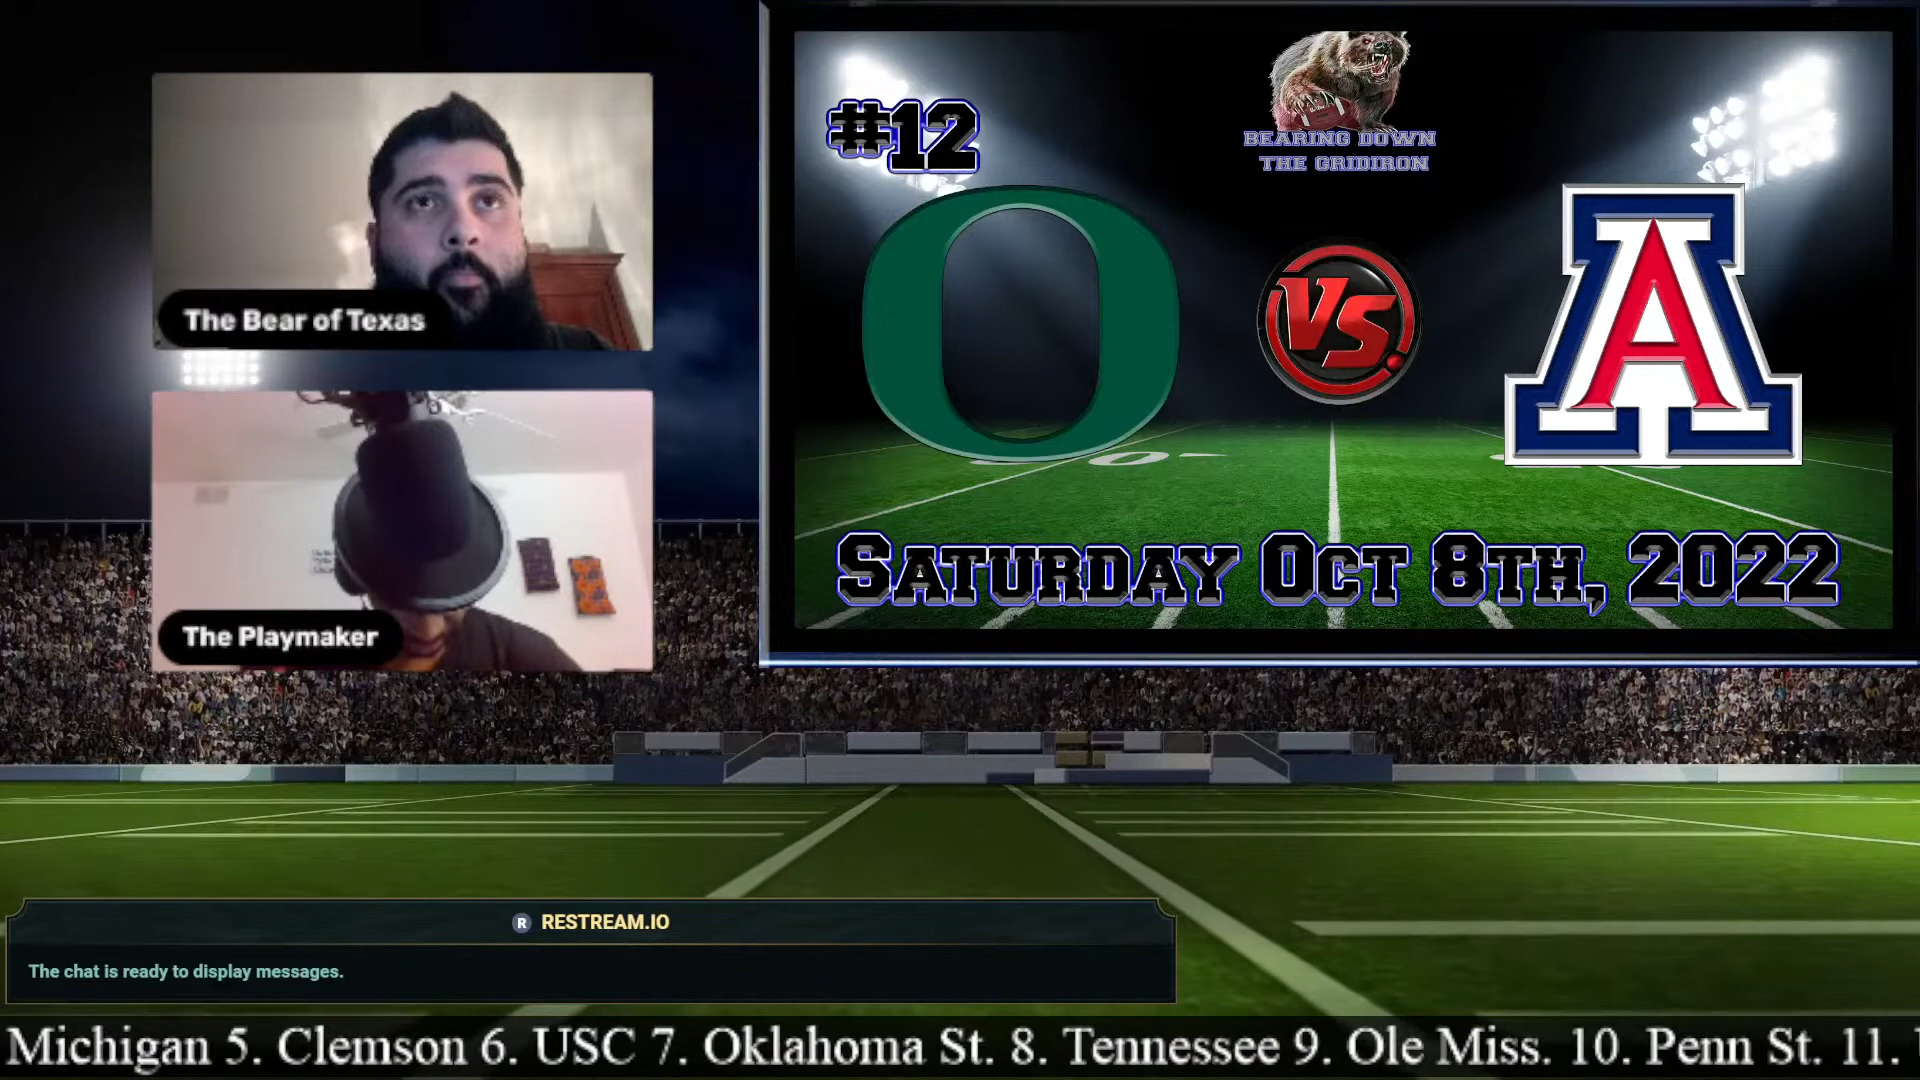 #12
BEARING DOWN
THE GRIDIRON
O
VS.
A
SATURDAY OCT 8TH, 2022
The Bear of Texas
The Playmaker
R RESTREAM.IO
The chat is ready to display messages.
Michigan 5. Clemson 6. USC 7. Oklahoma St. 8. Tennessee 9. Ole Miss. 10. Penn St. 11.